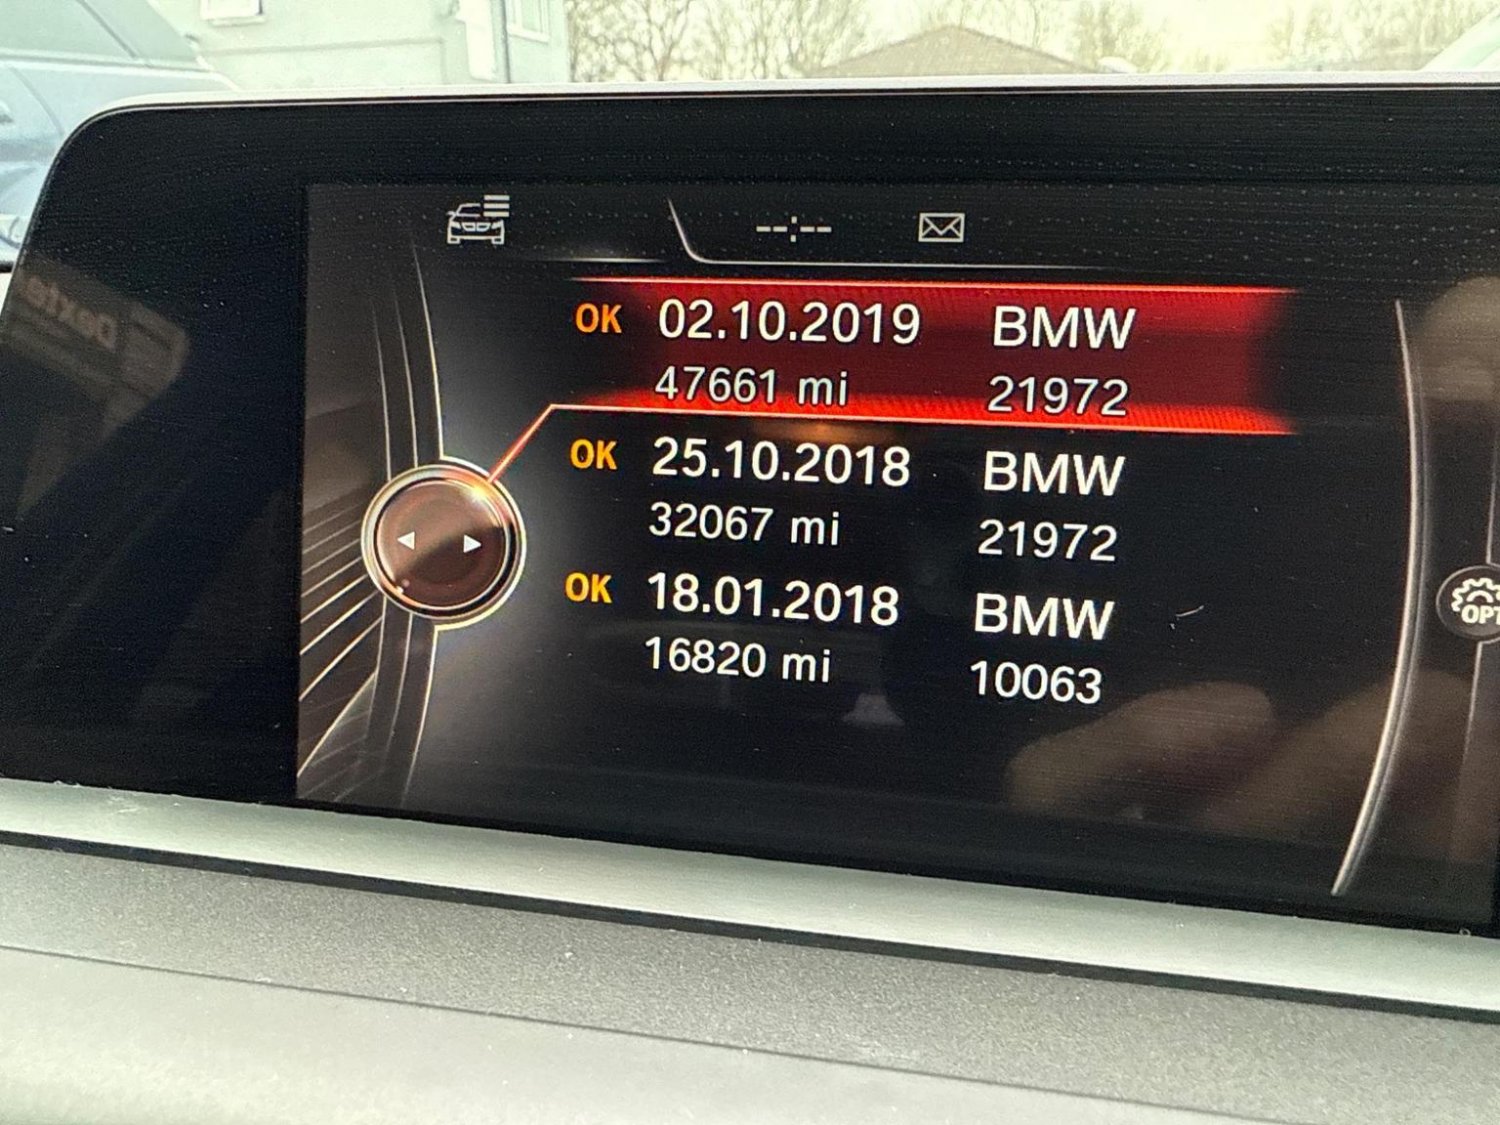 --:--
OK 02.10.2019 BMW
47661 mi 21972
OK 25.10.2018 BMW
32067 mi 21972
OK 18.01.2018 BMW
16820 mi 10063
OPT